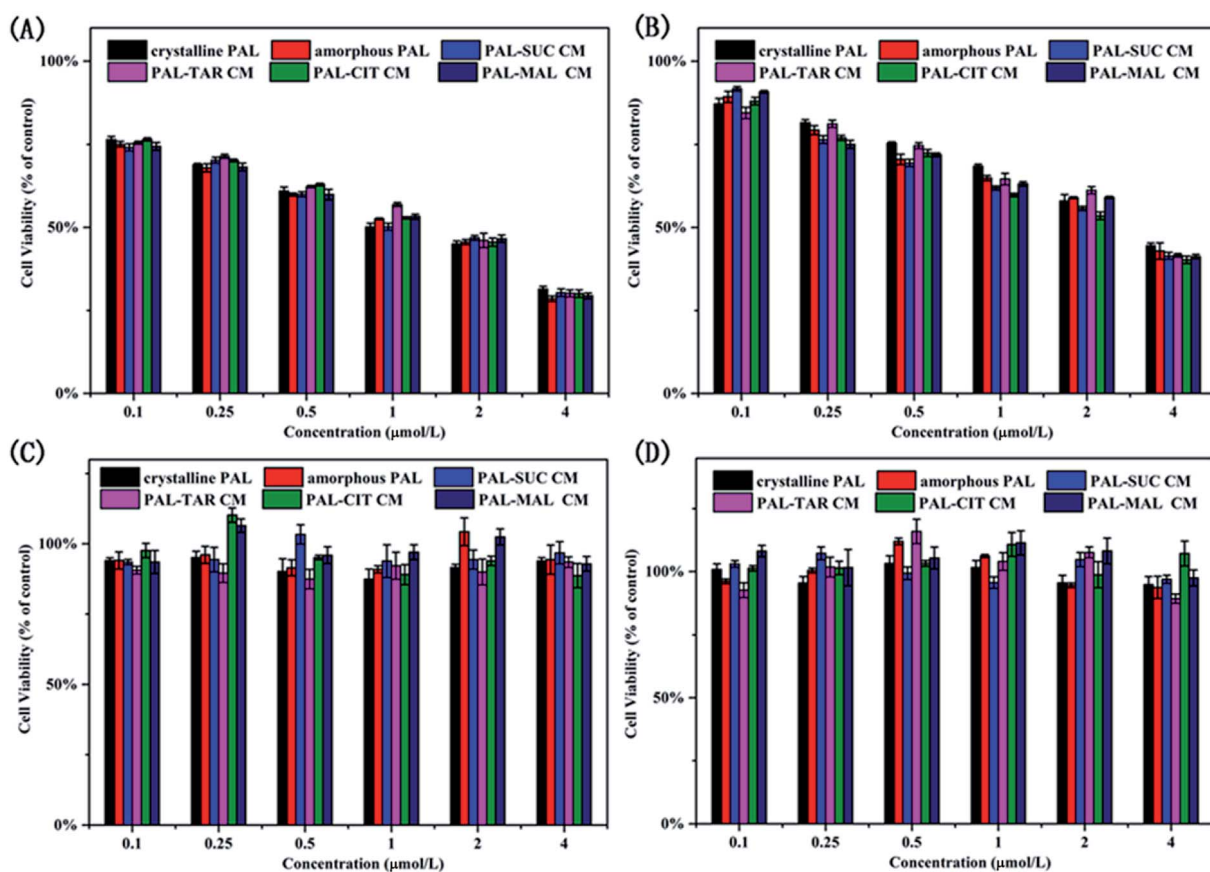 (A)
crystalline PAL amorphous PAL PAL-SUC CM
PAL-TAR CM PAL-CIT CM PAL-MAL CM
100%
50%
0%
Cell Viability (% of control)
0.1 0.25 0.5 1 2 4
Concentration (μmol/L)
(B)
crystalline PAL amorphous PAL PAL-SUC CM
PAL-TAR CM PAL-CIT CM PAL-MAL CM
100%
50%
0%
Cell Viability (% of control)
0.1 0.25 0.5 1 2 4
Concentration (μmol/L)
(C)
crystalline PAL amorphous PAL PAL-SUC CM
PAL-TAR CM PAL-CIT CM PAL-MAL CM
100%
50%
0%
Cell Viability (% of control)
0.1 0.25 0.5 1 2 4
Concentration (μmol/L)
(D)
crystalline PAL amorphous PAL PAL-SUC CM
PAL-TAR CM PAL-CIT CM PAL-MAL CM
100%
50%
0%
Cell Viability (% of control)
0.1 0.25 0.5 1 2 4
Concentration (μmol/L)